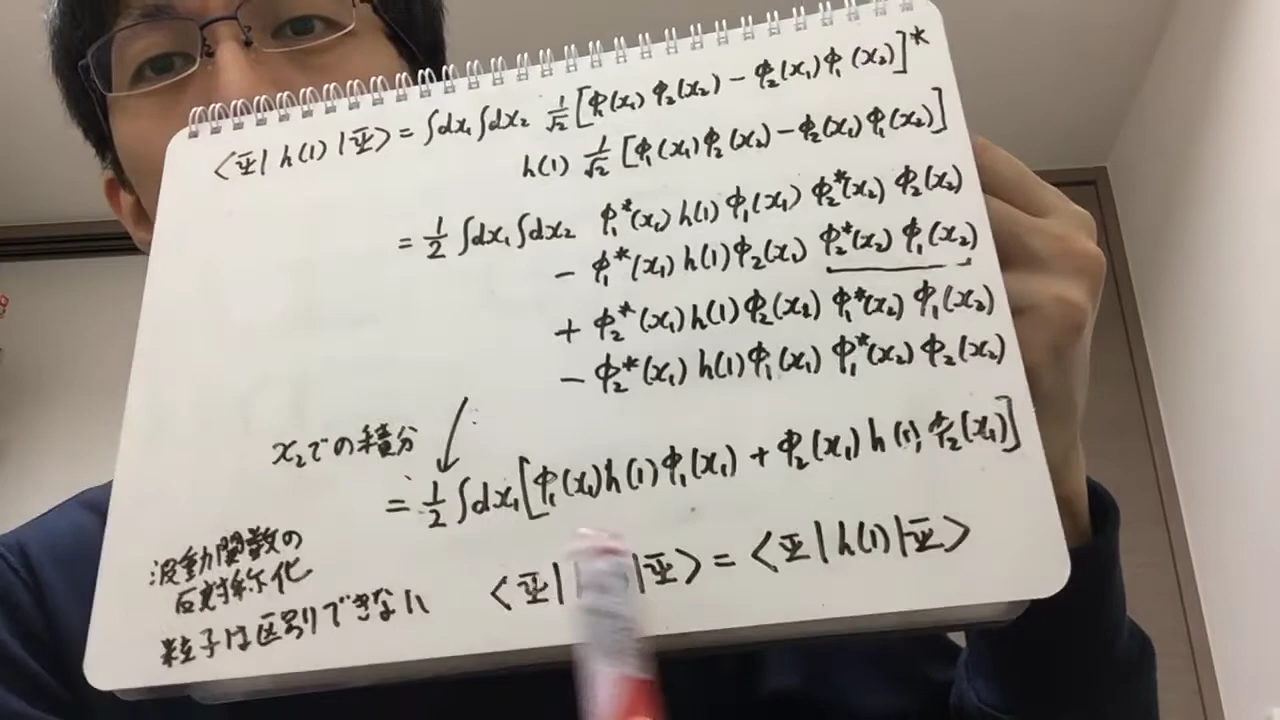 ⟨Ψ| h(1) |Ψ⟩ = ∫dx₁∫dx₂ 1/√2 [φ₁(x₁) φ₂(x₂) − φ₂(x₁) φ₁(x₂)]*
h(1) 1/√2 [φ₁(x₁) φ₂(x₂) − φ₂(x₁) φ₁(x₂)]
= 1/2 ∫dx₁∫dx₂ φ₁*(x₁) h(1) φ₁(x₁) φ₂*(x₂) φ₂(x₂)
− φ₁*(x₁) h(1) φ₂(x₁) φ₂*(x₂) φ₁(x₂)
+ φ₂*(x₁) h(1) φ₂(x₁) φ₁*(x₂) φ₁(x₂)
− φ₂*(x₁) h(1) φ₁(x₁) φ₁*(x₂) φ₂(x₂)
x₂での積分
= 1/2 ∫dx₁[φ₁(x₁) h(1) φ₁(x₁) + φ₂(x₁) h(1) φ₂(x₁)]
波動関数の
反対称化
粒子は区別できない
⟨Ψ| |Ψ⟩ = ⟨Ψ| h(1) |Ψ⟩